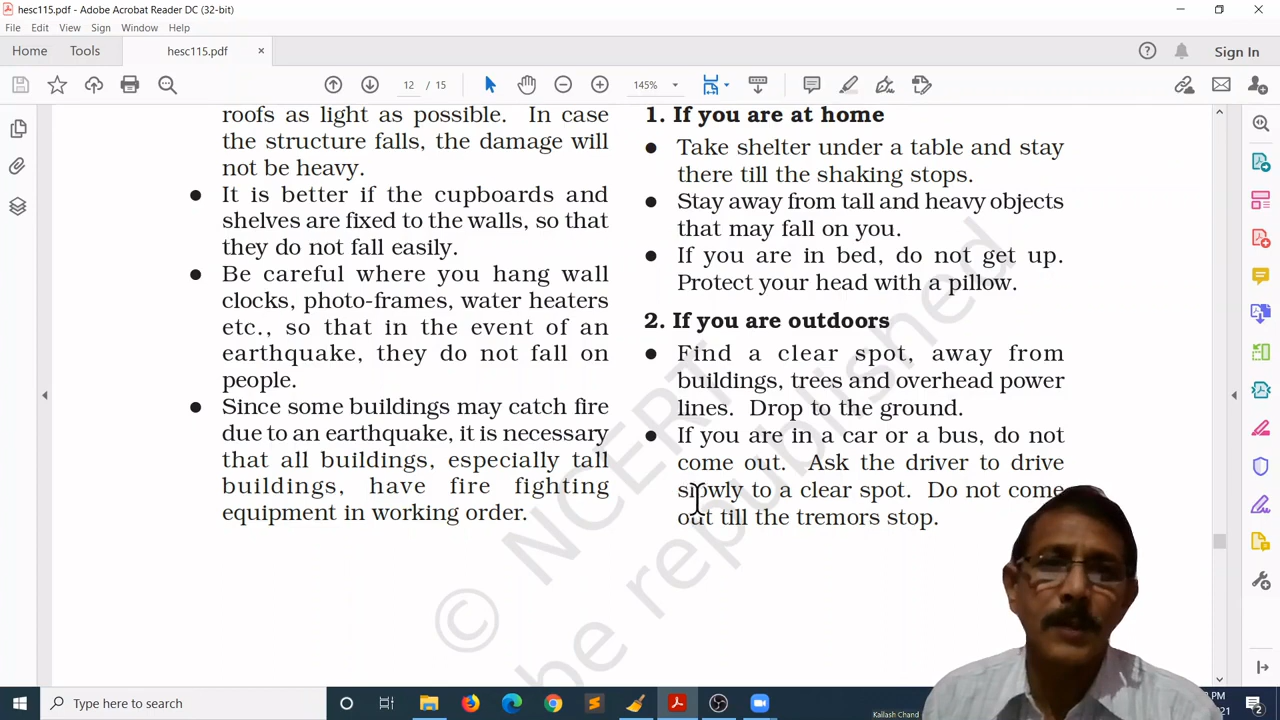 hesc115.pdf - Adobe Acrobat Reader DC (32-bit)
File Edit View Sign Window Help
Home Tools hesc115.pdf × Sign In
12 / 15 145%
roofs as light as possible. In case
the structure falls, the damage will
not be heavy.
● It is better if the cupboards and
shelves are fixed to the walls, so that
they do not fall easily.
● Be careful where you hang wall
clocks, photo-frames, water heaters
etc., so that in the event of an
earthquake, they do not fall on
people.
● Since some buildings may catch fire
due to an earthquake, it is necessary
that all buildings, especially tall
buildings, have fire fighting
equipment in working order.
1. If you are at home
● Take shelter under a table and stay
there till the shaking stops.
● Stay away from tall and heavy objects
that may fall on you.
● If you are in bed, do not get up.
Protect your head with a pillow.
2. If you are outdoors
● Find a clear spot, away from
buildings, trees and overhead power
lines. Drop to the ground.
● If you are in a car or a bus, do not
come out. Ask the driver to drive
slowly to a clear spot. Do not come
out till the tremors stop.
© NCERT
be republished
Kailash Chand
Type here to search
2